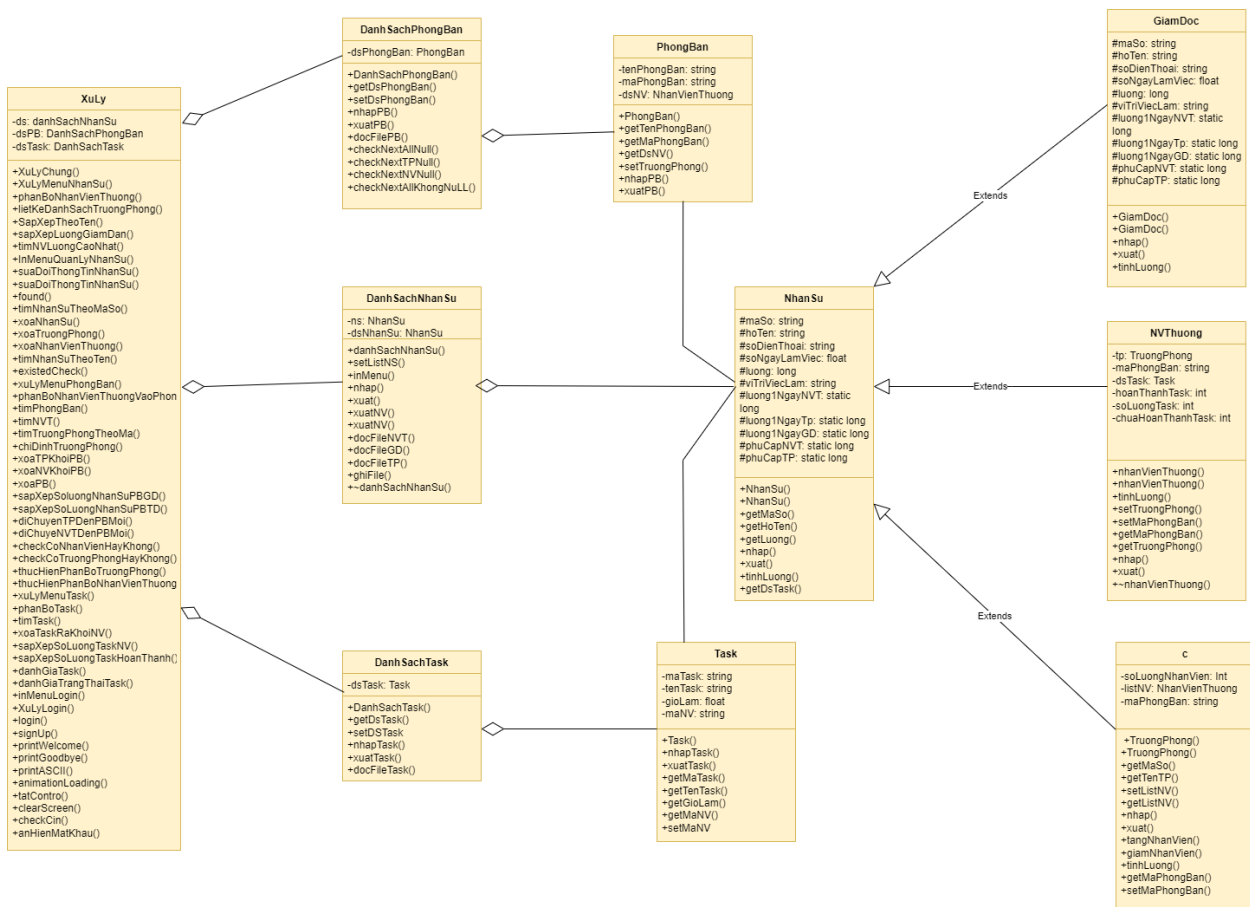 XuLy
-ds: danhSachNhanSu
-dsPB: DanhSachPhongBan
-dsTask: DanhSachTask
+XuLyChung()
+XuLyMenuNhanSu()
+phanBoNhanVienThuong()
+lietKeDanhSachTruongPhong()
+SapXepTheoTen()
+sapXepLuongGiamDan()
+timNVLuongCaoNhat()
+InMenuQuanLyNhanSu()
+suaDoiThongTinNhanSu()
+suaDoiThongTinNhanSu()
+found()
+timNhanSuTheoMaSo()
+xoaNhanSu()
+xoaTruongPhong()
+xoaNhanVienThuong()
+timNhanSuTheoTen()
+existedCheck()
+xuLyMenuPhongBan()
+phanBoNhanVienThuongVaoPhon
+timPhongBan()
+timNVT()
+timTruongPhongTheoMa()
+chiDinhTruongPhong()
+xoaTPKhoiPB()
+xoaNVKhoiPB()
+xoaPB()
+sapXepSoluongNhanSuPBGD()
+sapXepSoLuongNhanSuPBTD()
+diChuyenTPDenPBMoi()
+diChuyeNVTDenPBMoi()
+checkCoNhanVienHayKhong()
+checkCoTruongPhongHayKhong()
+thucHienPhanBoTruongPhong()
+thucHienPhanBoNhanVienThuong
+xuLyMenuTask()
+phanBoTask()
+timTask()
+xoaTaskRaKhoiNV()
+sapXepSoLuongTaskNV()
+sapXepSoLuongTaskHoanThanh()
+danhGiaTask()
+danhGiaTrangThaiTask()
+inMenuLogin()
+XuLyLogin()
+login()
+signUp()
+printWelcome()
+printGoodbye()
+printASCII()
+animationLoading()
+tatContro()
+clearScreen()
+checkCin()
+anHienMatKhau()
DanhSachPhongBan
-dsPhongBan: PhongBan
+DanhSachPhongBan()
+getDsPhongBan()
+setDsPhongBan()
+nhapPB()
+xuatPB()
+docFilePB()
+checkNextAllNull()
+checkNextTPNull()
+checkNextNVNull()
+checkNextAllKhongNuLL()
DanhSachNhanSu
-ns: NhanSu
-dsNhanSu: NhanSu
+danhSachNhanSu()
+setListNS()
+inMenu()
+nhap()
+xuat()
+xuatNV()
+xuatNV()
+docFileNVT()
+docFileGD()
+docFileTP()
+ghiFile()
+~danhSachNhanSu()
DanhSachTask
-dsTask: Task
+DanhSachTask()
+getDsTask()
+setDSTask
+nhapTask()
+xuatTask()
+docFileTask()
PhongBan
-tenPhongBan: string
-maPhongBan: string
-dsNV: NhanVienThuong
+PhongBan()
+getTenPhongBan()
+getMaPhongBan()
+getDsNV()
+setTruongPhong()
+nhapPB()
+xuatPB()
NhanSu
#maSo: string
#hoTen: string
#soDienThoai: string
#soNgayLamViec: float
#luong: long
#viTriViecLam: string
#luong1NgayNVT: static
long
#luong1NgayTp: static long
#luong1NgayGD: static long
#phuCapNVT: static long
#phuCapTP: static long
+NhanSu()
+NhanSu()
+getMaSo()
+getHoTen()
+getLuong()
+nhap()
+xuat()
+tinhLuong()
+getDsTask()
Task
-maTask: string
-tenTask: string
-gioLam: float
-maNV: string
+Task()
+nhapTask()
+xuatTask()
+getMaTask()
+getTenTask()
+getGioLam()
+getMaNV()
+setMaNV
Extends
Extends
Extends
GiamDoc
#maSo: string
#hoTen: string
#soDienThoai: string
#soNgayLamViec: float
#luong: long
#viTriViecLam: string
#luong1NgayNVT: static
long
#luong1NgayTp: static long
#luong1NgayGD: static long
#phuCapNVT: static long
#phuCapTP: static long
+GiamDoc()
+GiamDoc()
+nhap()
+xuat()
+tinhLuong()
NVThuong
-tp: TruongPhong
-maPhongBan: string
-dsTask: Task
-hoanThanhTask: int
-soLuongTask: int
-chuaHoanThanhTask: int
+nhanVienThuong()
+nhanVienThuong()
+tinhLuong()
+setTruongPhong()
+setMaPhongBan()
+getMaPhongBan()
+getTruongPhong()
+nhap()
+xuat()
+~nhanVienThuong()
c
-soLuongNhanVien: Int
-listNV: NhanVienThuong
-maPhongBan: string
+TruongPhong()
+TruongPhong()
+getMaSo()
+getTenTP()
+setListNV()
+getListNV()
+nhap()
+xuat()
+tangNhanVien()
+giamNhanVien()
+tinhLuong()
+getMaPhongBan()
+setMaPhongBan()